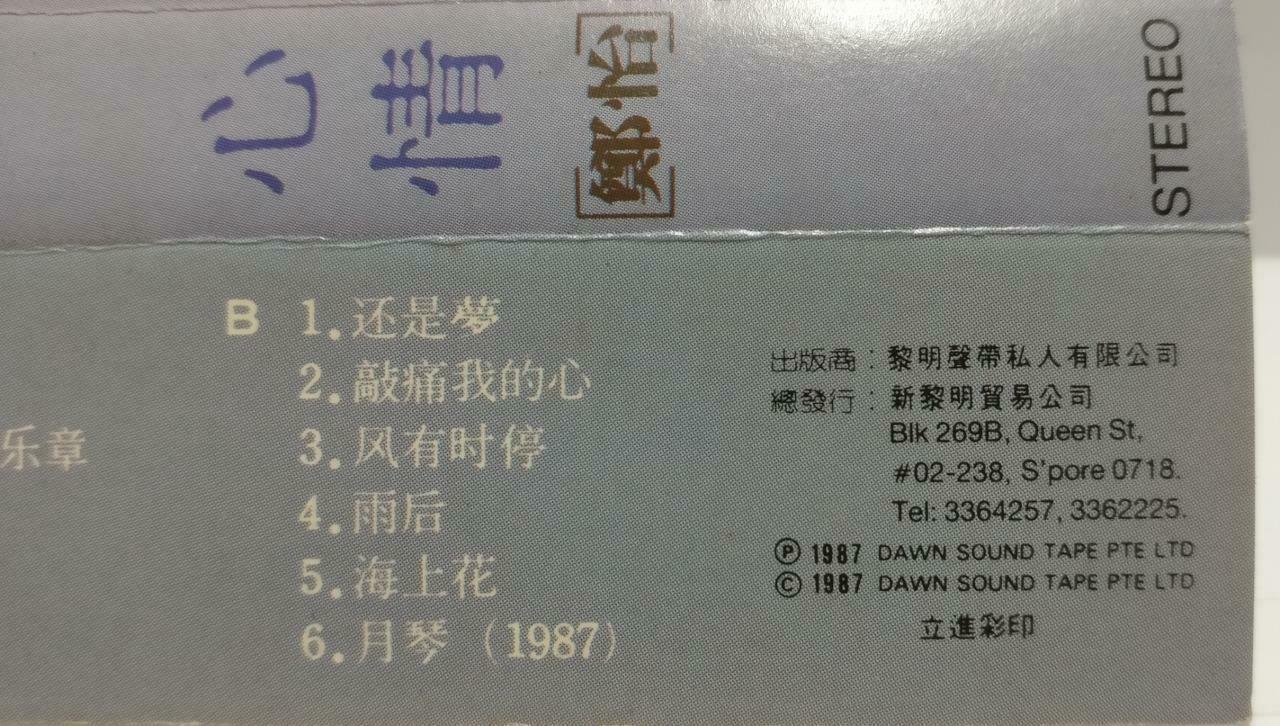 心情
鄭怡
STEREO
乐章
B 1.还是夢
2.敲痛我的心
3.风有时停
4.雨后
5.海上花
6.月琴（1987）
出版商：黎明聲帶私人有限公司
總發行：新黎明貿易公司
Blk 269B, Queen St,
#02-238, S'pore 0718.
Tel: 3364257, 3362225.
Ⓟ 1987 DAWN SOUND TAPE PTE LTD
© 1987 DAWN SOUND TAPE PTE LTD
立進彩印